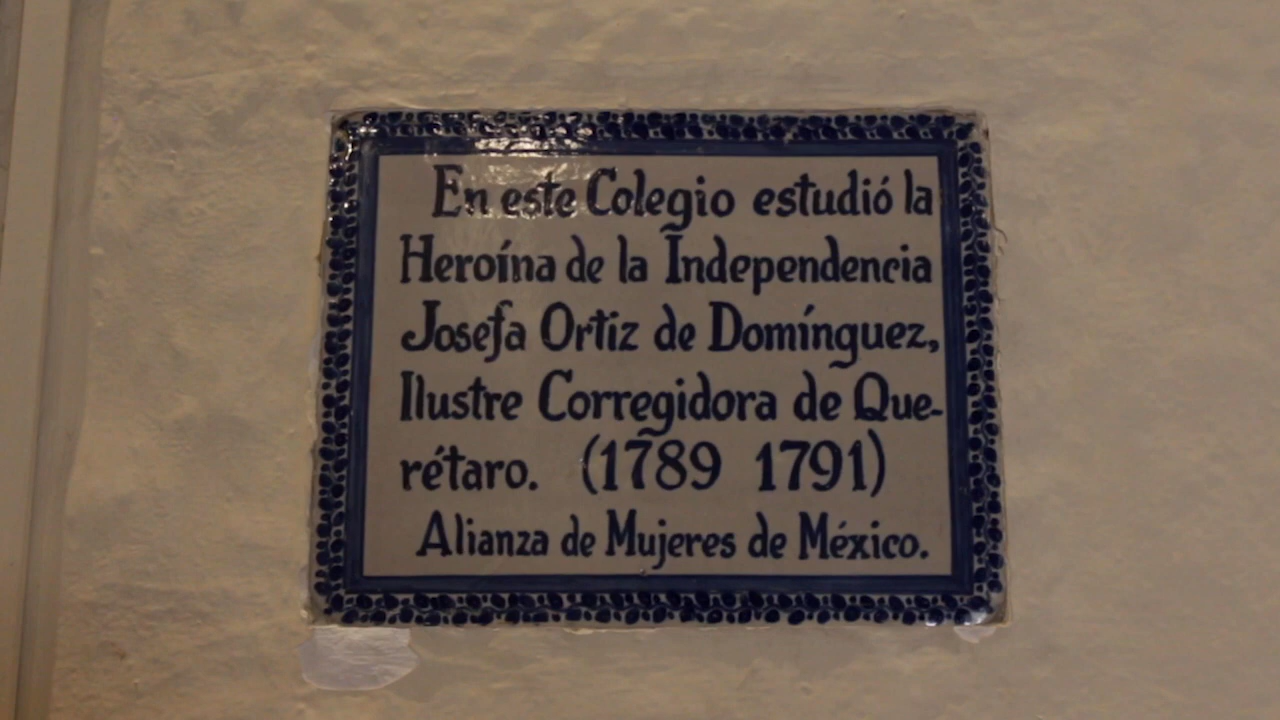 En este Colegio estudió la
Heroína de la Independencia
Josefa Ortiz de Domínguez,
Ilustre Corregidora de Que-
rétaro. (1789 1791)
Alianza de Mujeres de México.